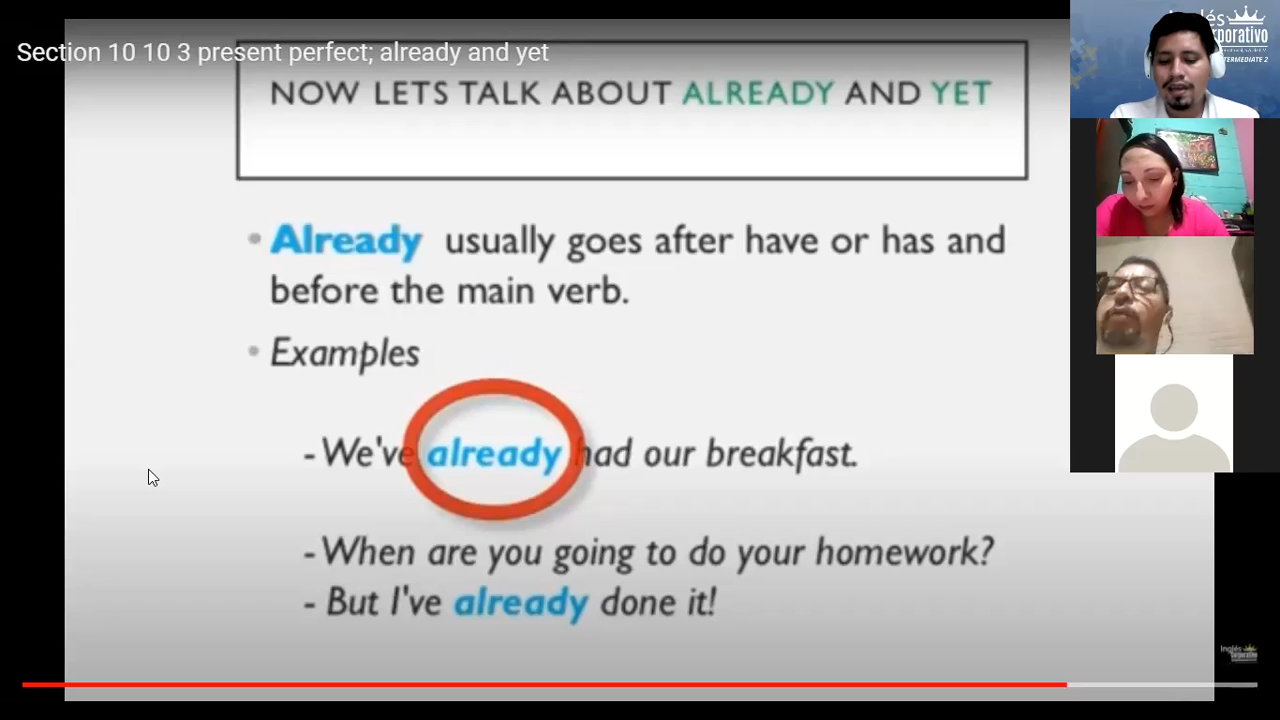 Section 10 10 3 present perfect; already and yet
NOW LETS TALK ABOUT ALREADY AND YET
• Already usually goes after have or has and
before the main verb.
• Examples
- We've already had our breakfast.
- When are you going to do your homework?
- But I've already done it!
Inglés
Corporativo